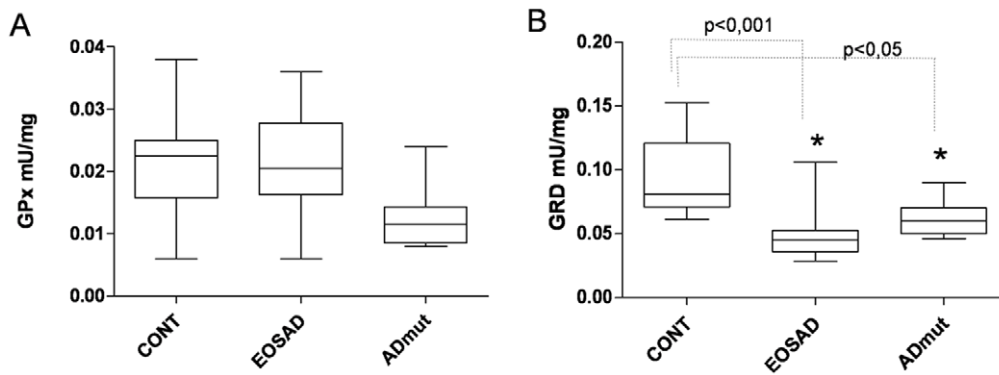 A
GPx mU/mg
0.04
0.03
0.02
0.01
0.00
CONT
EOSAD
ADmut
B
GRD mU/mg
0.20
0.15
0.10
0.05
0.00
p<0,001
p<0,05
*
*
CONT
EOSAD
ADmut